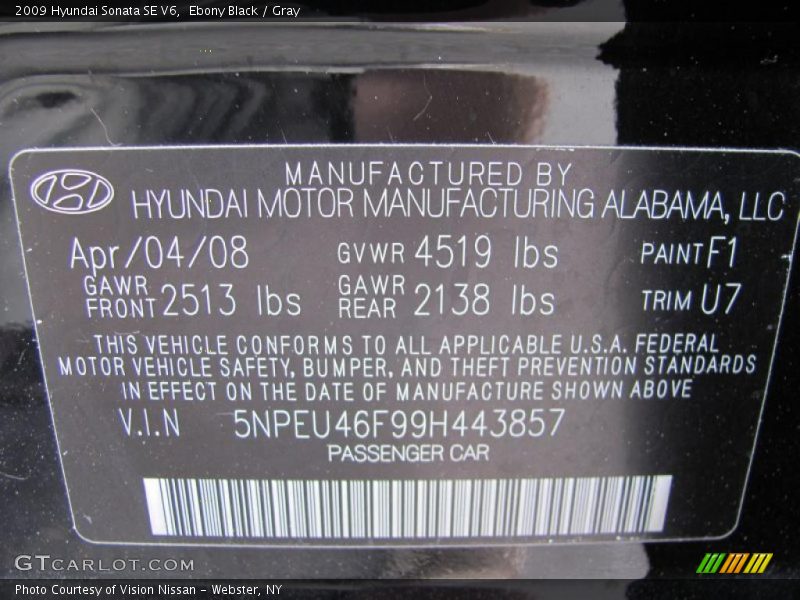 2009 Hyundai Sonata SE V6, Ebony Black / Gray
MANUFACTURED BY
HYUNDAI MOTOR MANUFACTURING ALABAMA, LLC
Apr/04/08 GVWR 4519 lbs PAINT F1
GAWR FRONT 2513 lbs GAWR REAR 2138 lbs TRIM U7
THIS VEHICLE CONFORMS TO ALL APPLICABLE U.S.A. FEDERAL
MOTOR VEHICLE SAFETY, BUMPER, AND THEFT PREVENTION STANDARDS
IN EFFECT ON THE DATE OF MANUFACTURE SHOWN ABOVE
V.I.N 5NPEU46F99H443857
PASSENGER CAR
GTCARLOT.COM
Photo Courtesy of Vision Nissan - Webster, NY